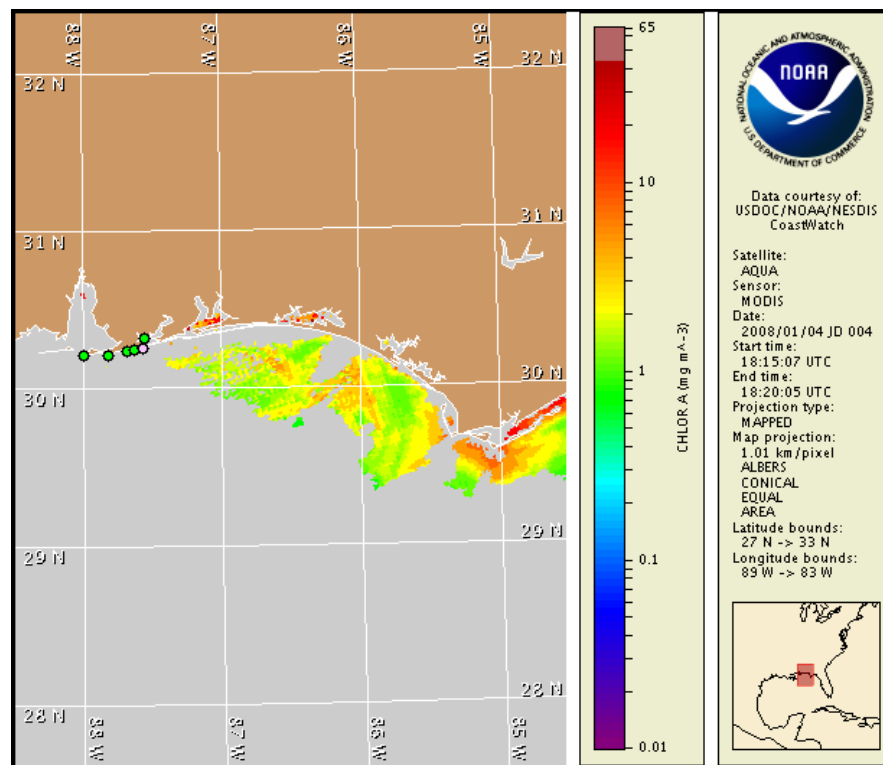 88 W
87 W
86 W
85 W
32 N
32 N
31 N
31 N
30 N
30 N
29 N
29 N
28 N
28 N
88 W
87 W
86 W
85 W
65
10
1
0.1
0.01
CHLOR A (mg m^-3)
NATIONAL OCEANIC AND ATMOSPHERIC ADMINISTRATION
NOAA
U.S. DEPARTMENT OF COMMERCE
Data courtesy of:
USDOC/NOAA/NESDIS
CoastWatch
Satellite:
AQUA
Sensor:
MODIS
Date:
2008/01/04 JD 004
Start time:
18:15:07 UTC
End time:
18:20:05 UTC
Projection type:
MAPPED
Map projection:
1.01 km/pixel
ALBERS
CONICAL
EQUAL
AREA
Latitude bounds:
27 N -> 33 N
Longitude bounds:
89 W -> 83 W